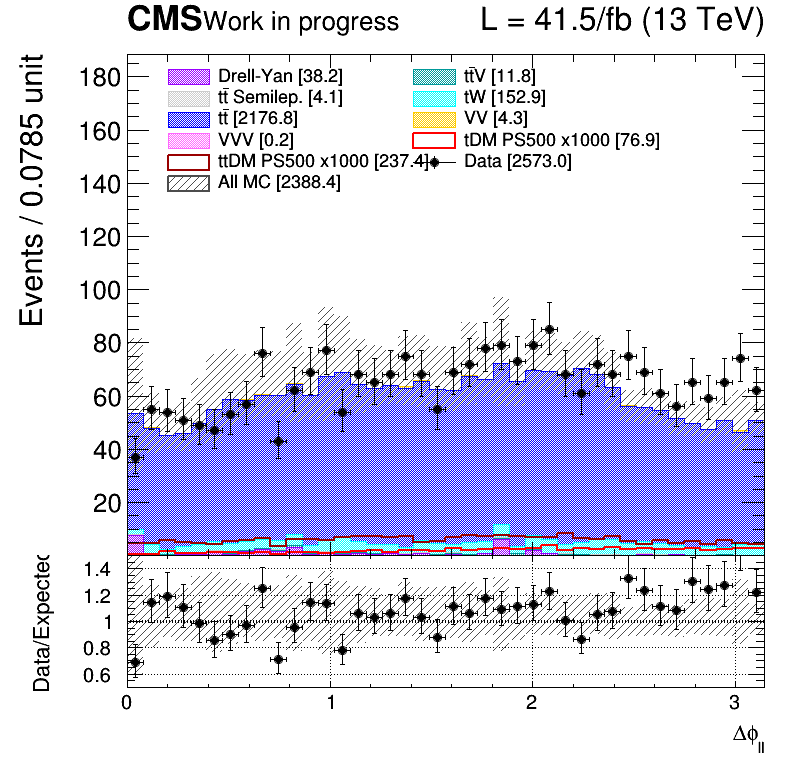 CMS Work in progress L = 41.5/fb (13 TeV)
Events / 0.0785 unit
180
160
140
120
100
80
60
40
20
Drell-Yan [38.2] tt̄V [11.8]
tt̄ Semilep. [4.1] tW [152.9]
tt̄ [2176.8] VV [4.3]
VVV [0.2] tDM PS500 x1000 [76.9]
ttDM PS500 x1000 [237.4] Data [2573.0]
All MC [2388.4]
Data/Expected
1.4
1.2
1
0.8
0.6
0 1 2 3
Δϕ_ll